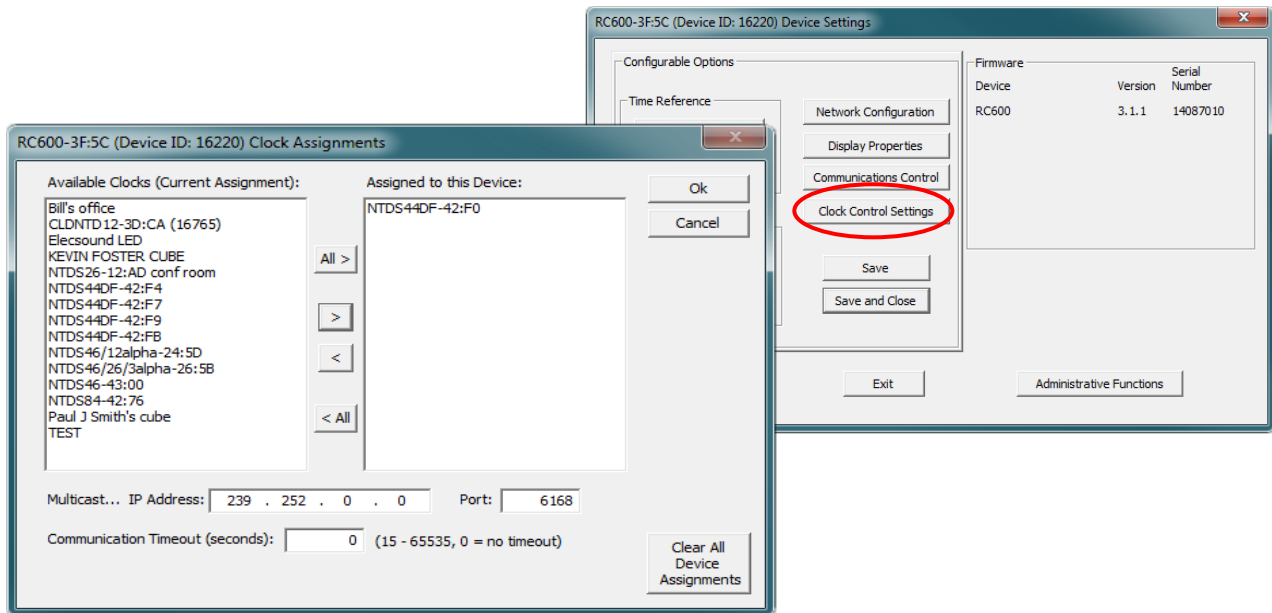 RC600-3F:5C (Device ID: 16220) Device Settings
Configurable Options
Time Reference
Network Configuration
Display Properties
Communications Control
Clock Control Settings
Save
Save and Close
Firmware
Device Version Serial Number
RC600 3.1.1 14087010
Exit
Administrative Functions
RC600-3F:5C (Device ID: 16220) Clock Assignments
Available Clocks (Current Assignment):
Bill's office
CLDNTD12-3D:CA (16765)
Elecsound LED
KEVIN FOSTER CUBE
NTDS26-12:AD conf room
NTDS44DF-42:F4
NTDS44DF-42:F7
NTDS44DF-42:F9
NTDS44DF-42:FB
NTDS46/12alpha-24:5D
NTDS46/26/3alpha-26:5B
NTDS46-43:00
NTDS84-42:76
Paul J Smith's cube
TEST
All >
>
<
< All
Assigned to this Device:
NTDS44DF-42:F0
Ok
Cancel
Multicast... IP Address: 239 . 252 . 0 . 0 Port: 6168
Communication Timeout (seconds): 0 (15 - 65535, 0 = no timeout)
Clear All
Device
Assignments